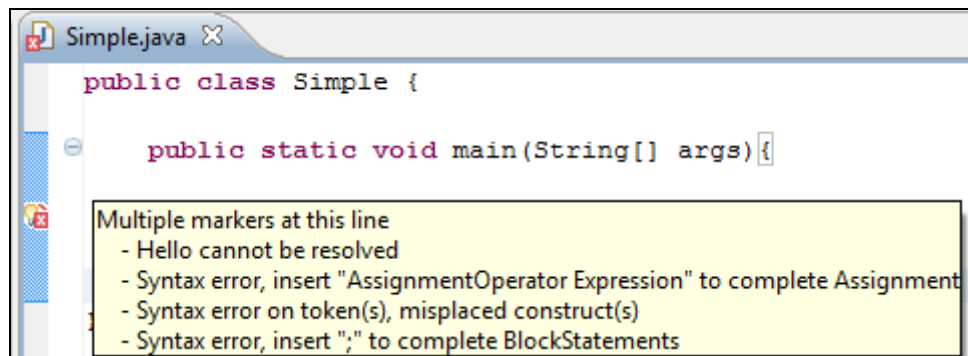 Simple.java
public class Simple {
public static void main(String[] args){
Multiple markers at this line
- Hello cannot be resolved
- Syntax error, insert "AssignmentOperator Expression" to complete Assignment
- Syntax error on token(s), misplaced construct(s)
- Syntax error, insert ";" to complete BlockStatements